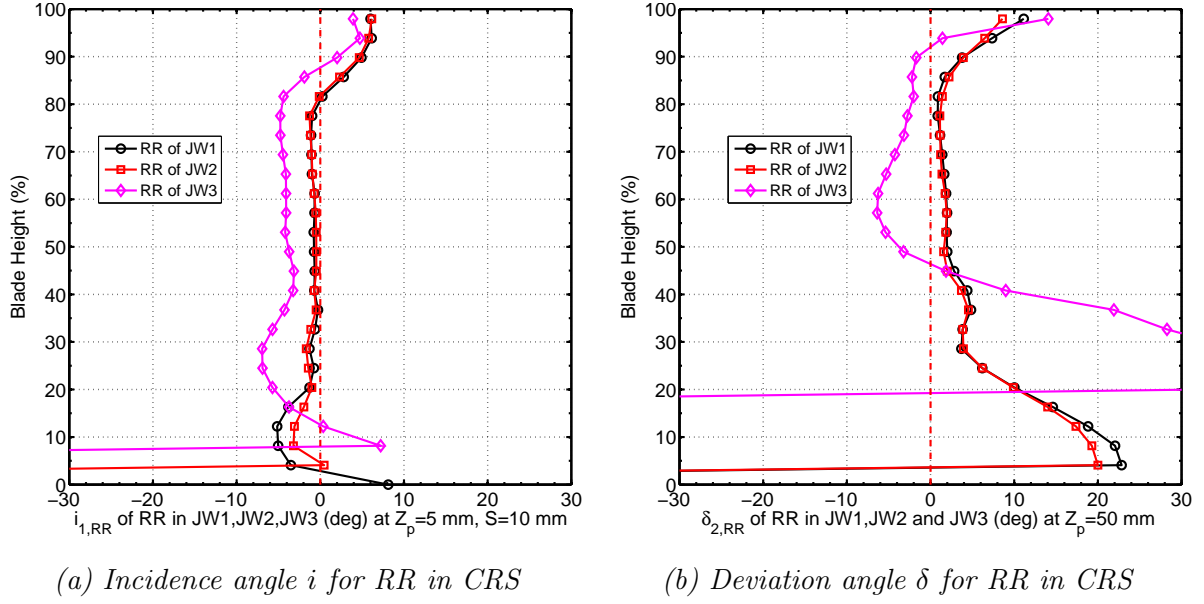 100
90
80
70
60
50
40
30
20
10
0
Blade Height (%)
RR of JW1
RR of JW2
RR of JW3
−30 −20 −10 0 10 20 30
i1,RR of RR in JW1,JW2,JW3 (deg) at Zp=5 mm, S=10 mm
(a) Incidence angle i for RR in CRS
100
90
80
70
60
50
40
30
20
10
0
Blade Height (%)
RR of JW1
RR of JW2
RR of JW3
−30 −20 −10 0 10 20 30
δ2,RR of RR in JW1,JW2 and JW3 (deg) at Zp=50 mm
(b) Deviation angle δ for RR in CRS